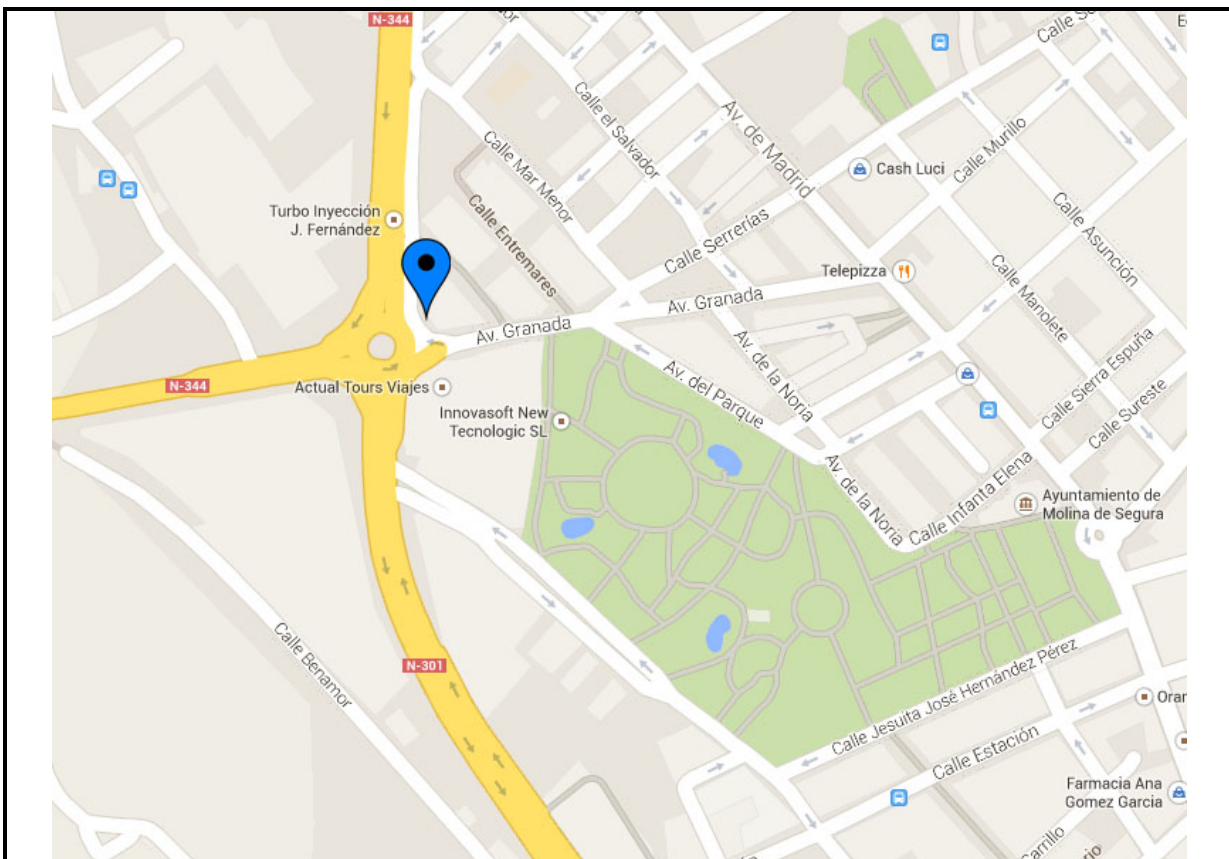 N-344
Calle el Salvador
Av. de Madrid
Calle Mar Menor
Cash Luci
Calle Murillo
Turbo Inyección
J. Fernández
Calle Entremares
Calle Serrerías
Calle Asunción
Telepizza
Calle Manolete
Av. Granada
Av. Granada
Av. de la Noria
N-344
Actual Tours Viajes
Av. del Parque
Calle Sierra Espuña
Calle Sureste
Innovasoft New
Tecnologic SL
Av. de la Noria
Calle Infanta Elena
Ayuntamiento de
Molina de Segura
Calle Benamor
N-301
Calle Jesuita José Hernández Pérez
Calle Estación
Farmacia Ana
Gomez Garcia